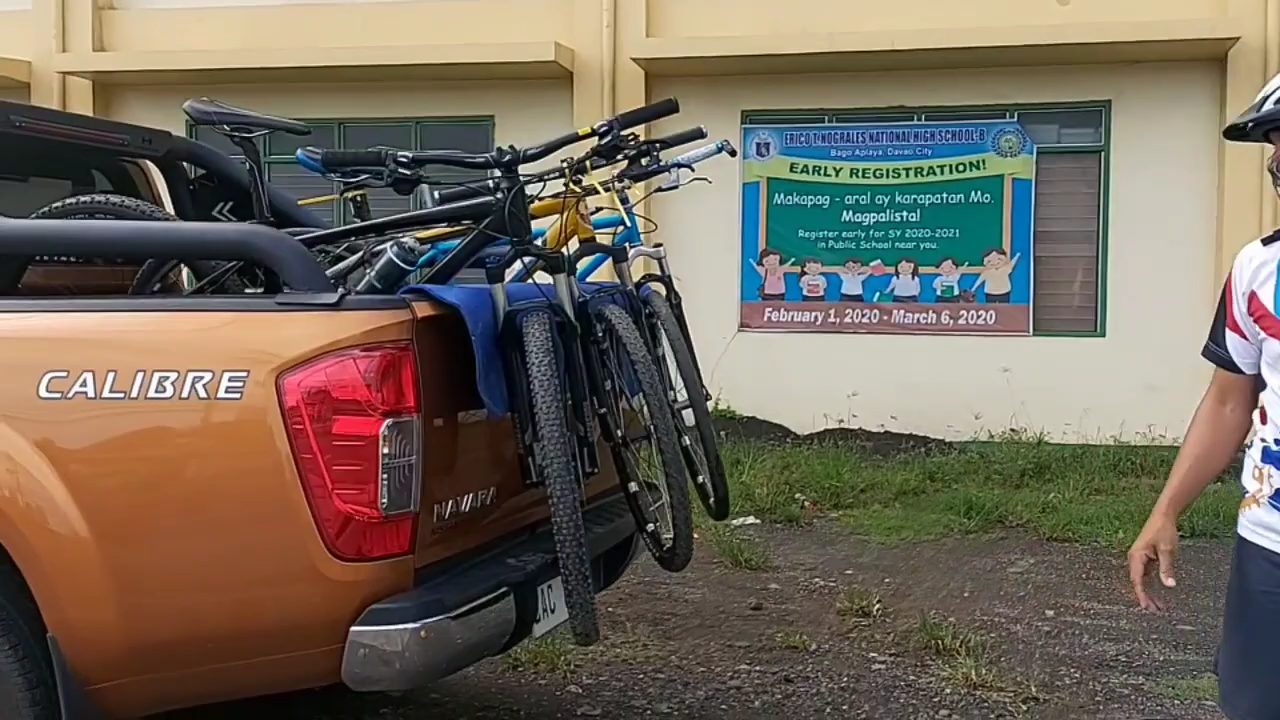 ERICO T. NOGRALES NATIONAL HIGH SCHOOL-B
Bago Aplaya, Davao City
EARLY REGISTRATION!
Makapag - aral ay karapatan Mo.
Magpalista!
Register early for SY 2020-2021
in Public School near you.
February 1, 2020 - March 6, 2020
CALIBRE
NAVARA